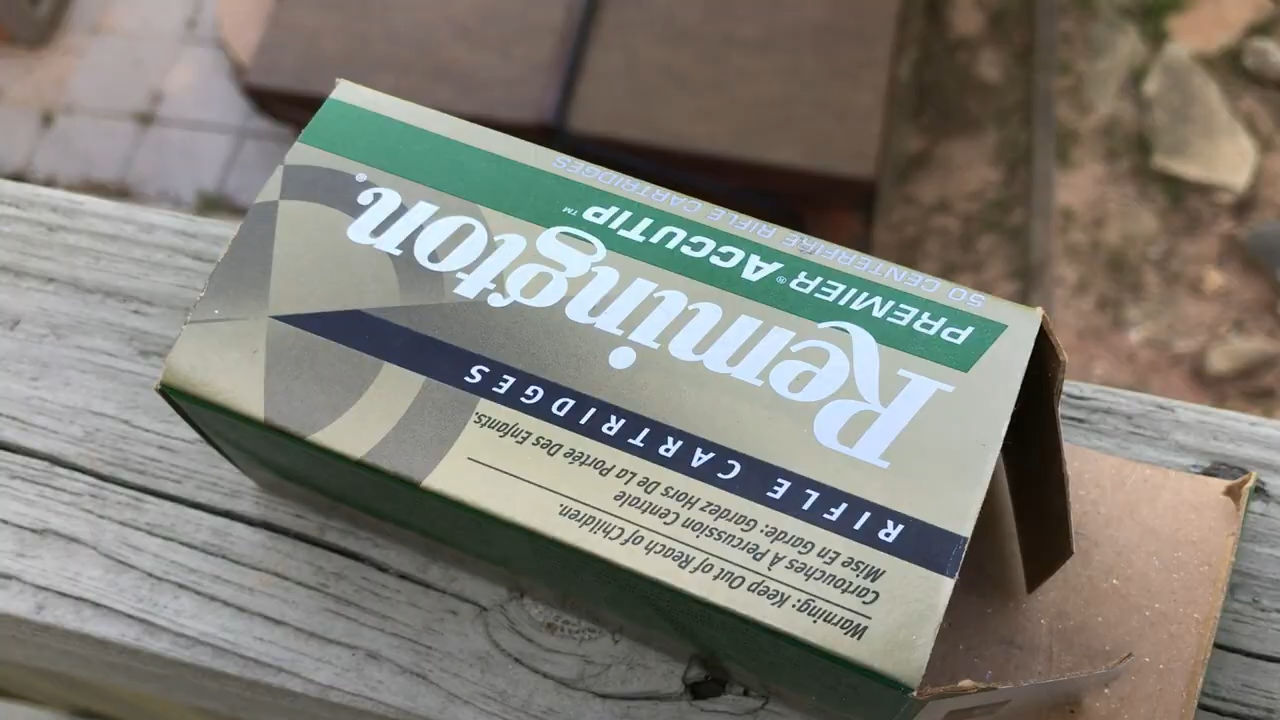 50 CENTERFIRE RIFLE CARTRIDGES
PREMIER® ACCUTIP™
Remington®
RIFLE CARTRIDGES
Mise En Garde: Gardez Hors De La Portée Des Enfants.
Cartouches A Percussion Centrale
Warning: Keep Out of Reach of Children.